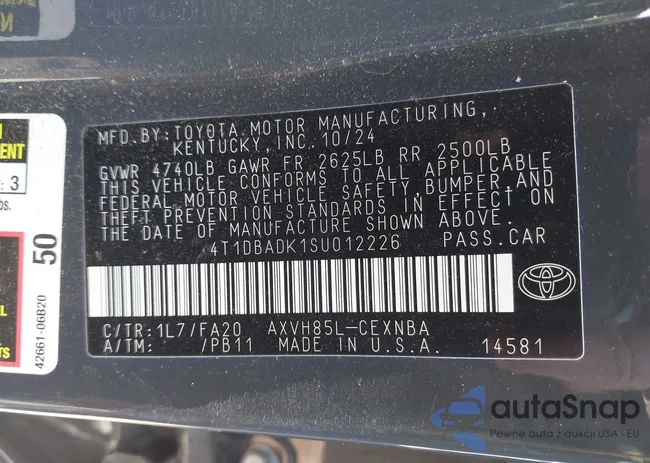 MFD.BY: TOYOTA MOTOR MANUFACTURING,
KENTUCKY, INC. 10/24
GVWR 4740LB GAWR FR 2625LB RR 2500LB
THIS VEHICLE CONFORMS TO ALL APPLICABLE
FEDERAL MOTOR VEHICLE SAFETY, BUMPER, AND
THEFT PREVENTION STANDARDS IN EFFECT ON
THE DATE OF MANUFACTURE SHOWN ABOVE.
4T1DBADK1SU012226 PASS.CAR
C/TR: 1L7/FA20 AXVH85L-CEXNBA
A/TM: /PB11 MADE IN U.S.A. 14581
50
42661-06B20
3
autaSnap
Pewne auta z aukcji USA i EU